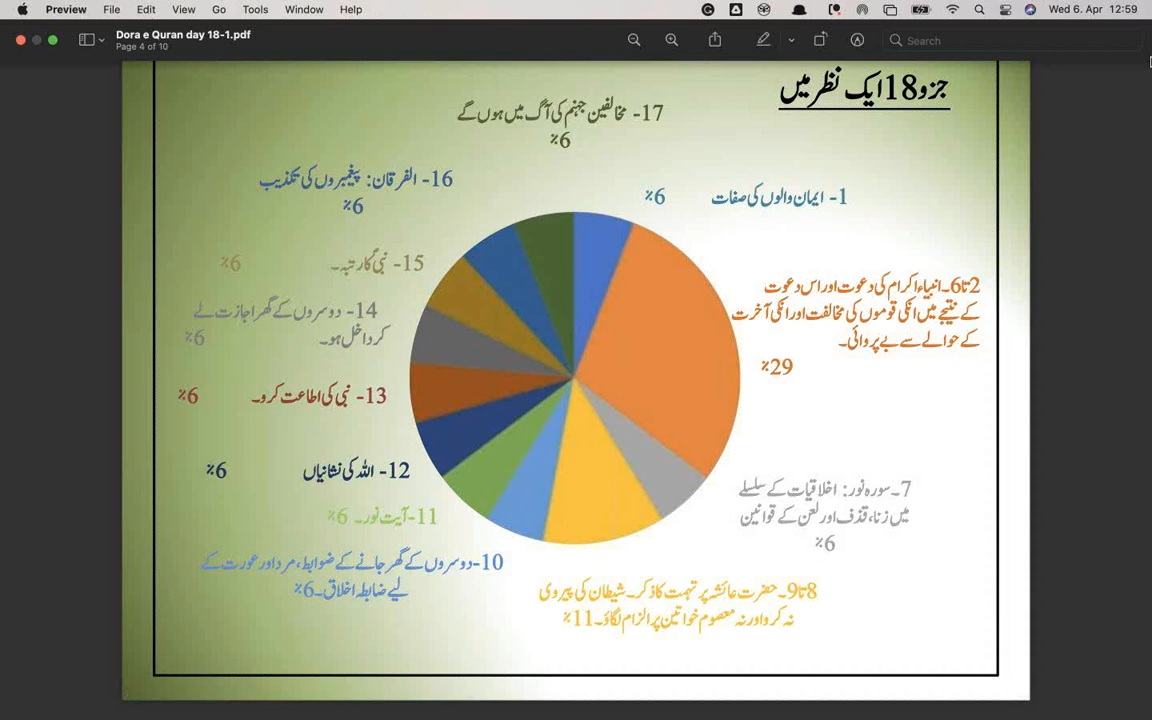 Preview File Edit View Go Tools Window Help
Wed 6. Apr 12:59
Dora e Quran day 18-1.pdf
Page 4 of 10
Search
جزو18ایک نظر میں
17- مخالفین جہنم کی آگ میں ہوں گے
6٪
16- الفرقان: پیغمبروں کی تکذیب
6٪
1- ایمان والوں کی صفات 6٪
15- نبیؐ کا رتبہ۔ 6٪
2تا6۔انبیاء اکرام کی دعوت اور اس دعوت
کے نتیجے میں انکی قوموں کی مخالفت اور انکی آخرت
کے حوالے سے بے پروائی۔
29٪
14- دوسروں کے گھر اجازت لے
کر داخل ہو۔ 6٪
13- نبی کی اطاعت کرو۔ 6٪
12- اللہ کی نشانیاں 6٪
11-آیت نور۔ 6٪
7۔سورہ نور: اخلاقیات کے سلسلے
میں زنا،قذف اور لعن کے قوانین
6٪
10-دوسروں کے گھر جانے کے ضوابط،مرد اور عورت کے
لیے ضابطہ اخلاق۔6٪
8تا9۔حضرت عائشہ پر تہمت کا ذکر۔شیطان کی پیروی
نہ کرو اور نہ معصوم خواتین پر الزام لگاؤ۔11٪